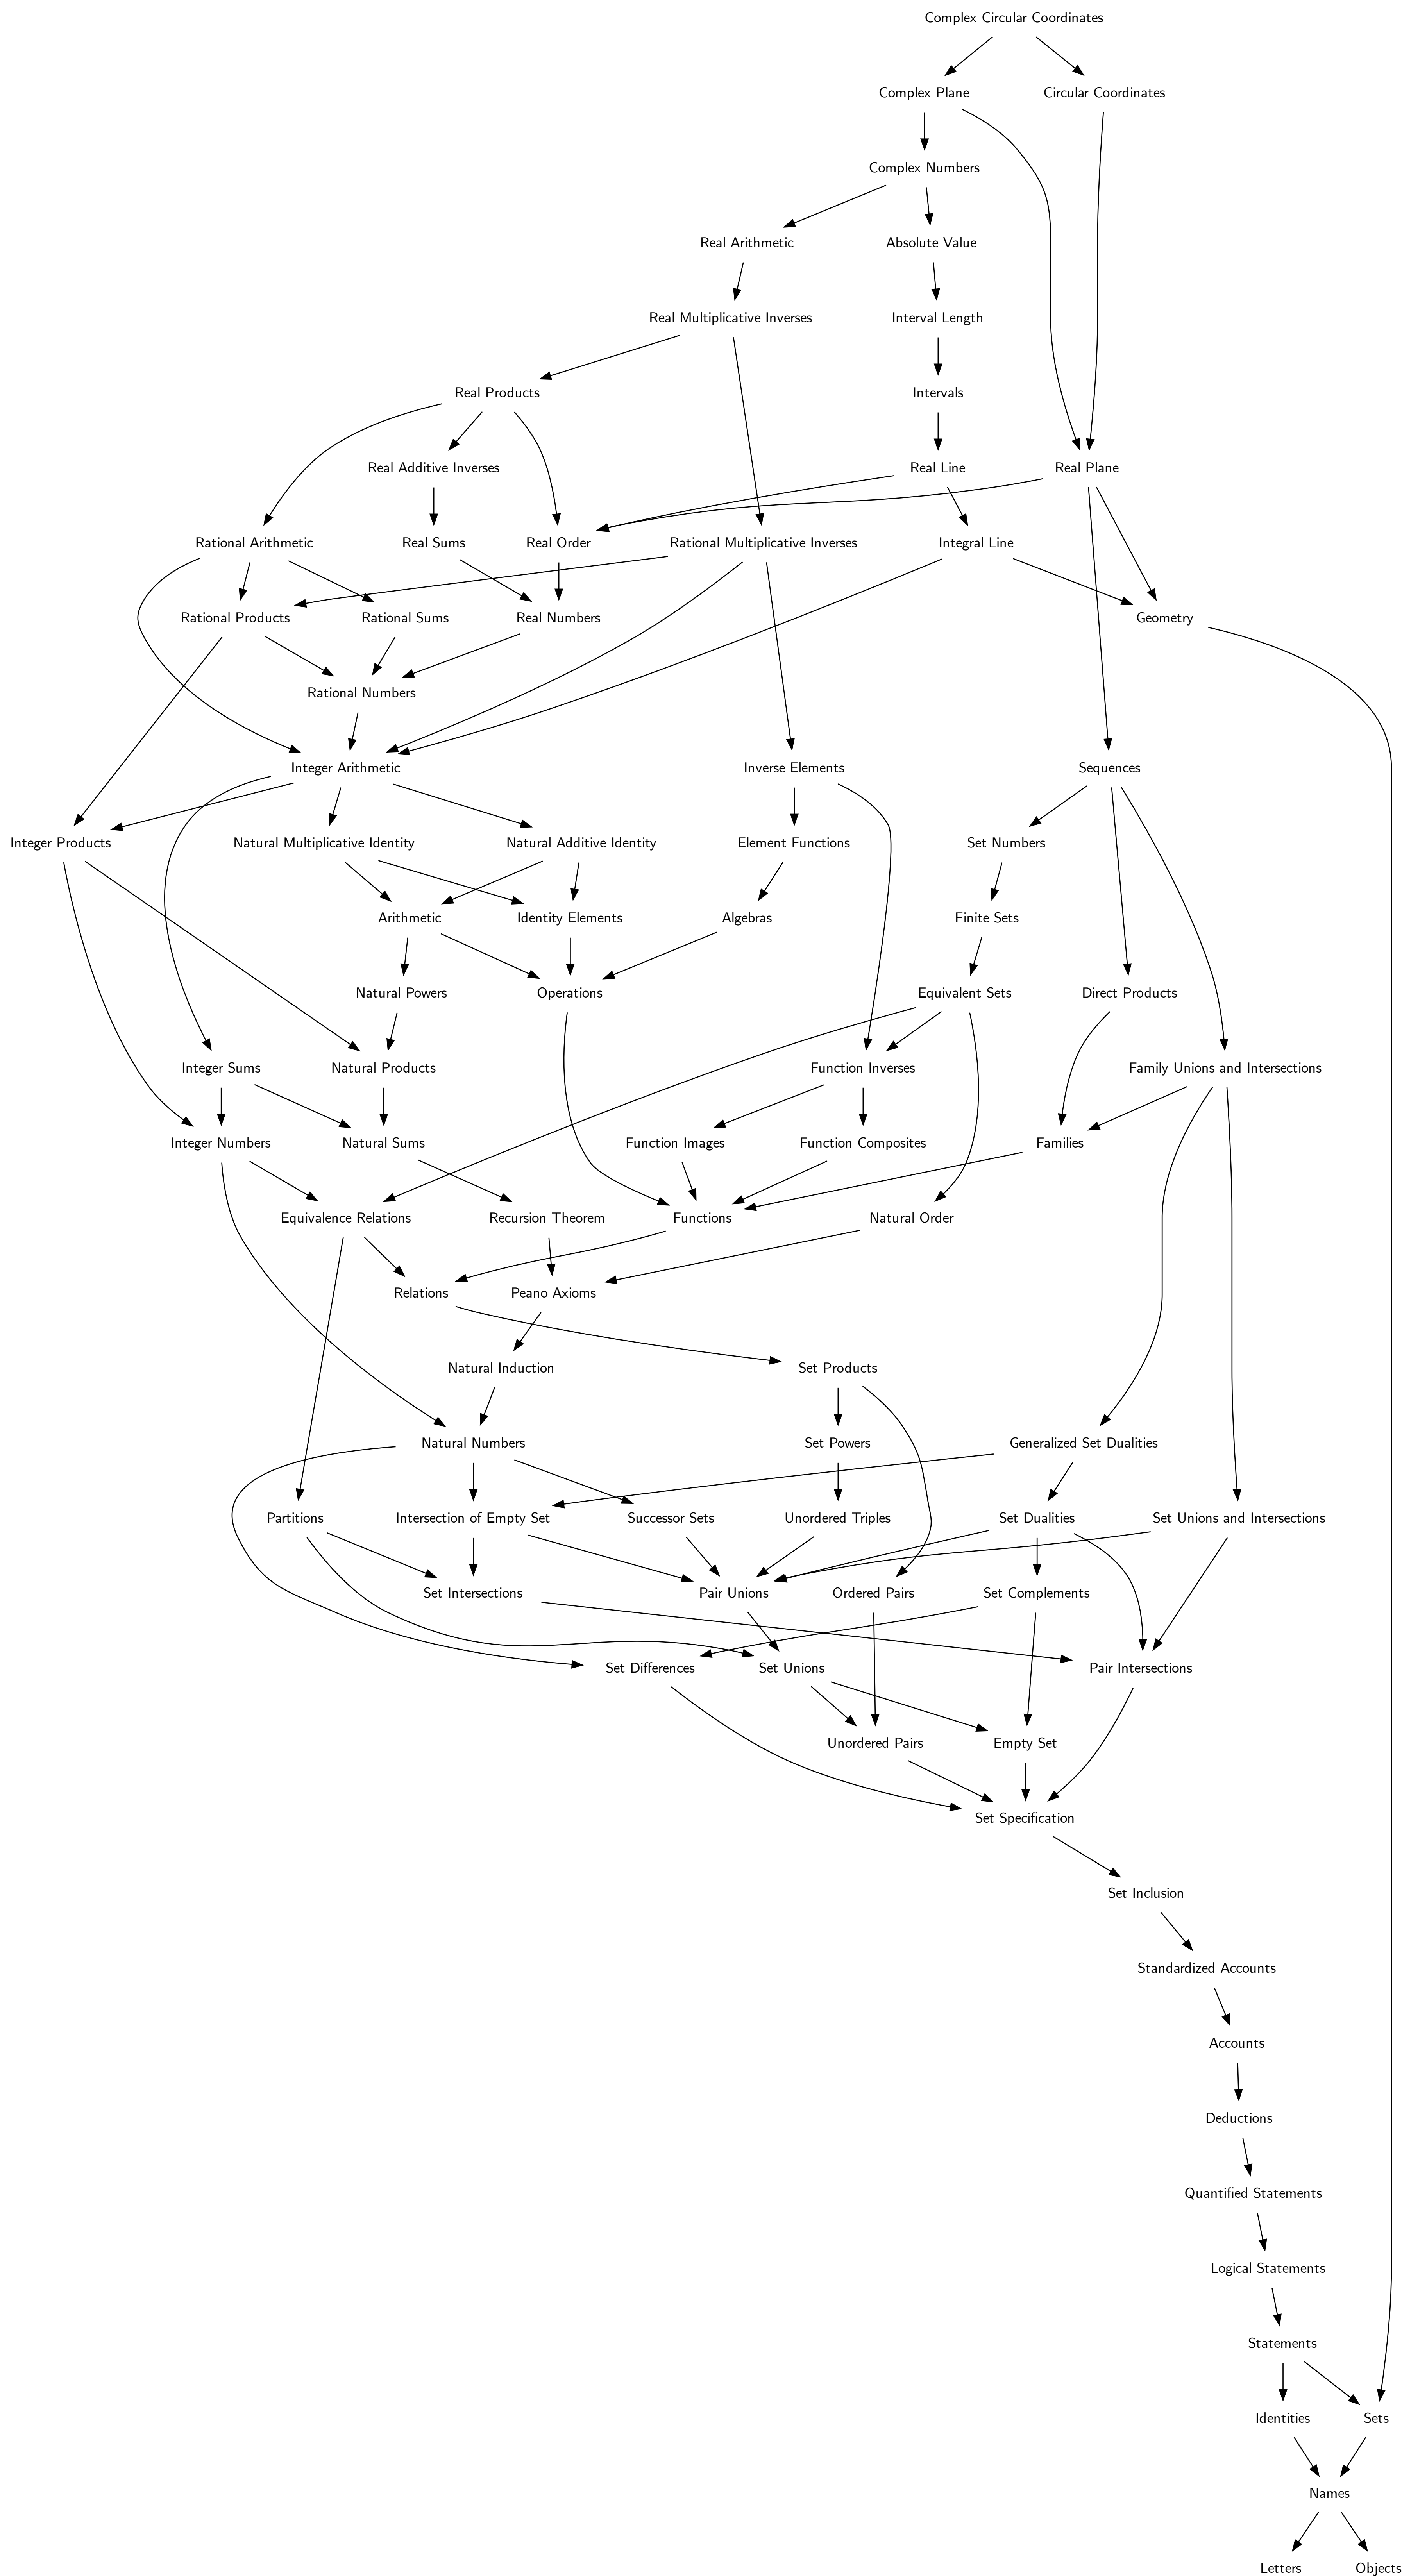 Complex Circular Coordinates
Complex Plane
Circular Coordinates
Complex Numbers
Real Arithmetic
Absolute Value
Real Multiplicative Inverses
Interval Length
Real Products
Intervals
Real Additive Inverses
Real Line
Real Plane
Rational Arithmetic
Real Sums
Real Order
Rational Multiplicative Inverses
Integral Line
Rational Products
Rational Sums
Real Numbers
Geometry
Rational Numbers
Integer Arithmetic
Inverse Elements
Sequences
Integer Products
Natural Multiplicative Identity
Natural Additive Identity
Element Functions
Set Numbers
Arithmetic
Identity Elements
Algebras
Finite Sets
Natural Powers
Operations
Equivalent Sets
Direct Products
Integer Sums
Natural Products
Function Inverses
Family Unions and Intersections
Integer Numbers
Natural Sums
Function Images
Function Composites
Families
Equivalence Relations
Recursion Theorem
Functions
Natural Order
Relations
Peano Axioms
Natural Induction
Set Products
Natural Numbers
Set Powers
Generalized Set Dualities
Partitions
Intersection of Empty Set
Successor Sets
Unordered Triples
Set Dualities
Set Unions and Intersections
Set Intersections
Pair Unions
Ordered Pairs
Set Complements
Set Differences
Set Unions
Pair Intersections
Unordered Pairs
Empty Set
Set Specification
Set Inclusion
Standardized Accounts
Accounts
Deductions
Quantified Statements
Logical Statements
Statements
Identities
Sets
Names
Letters
Objects